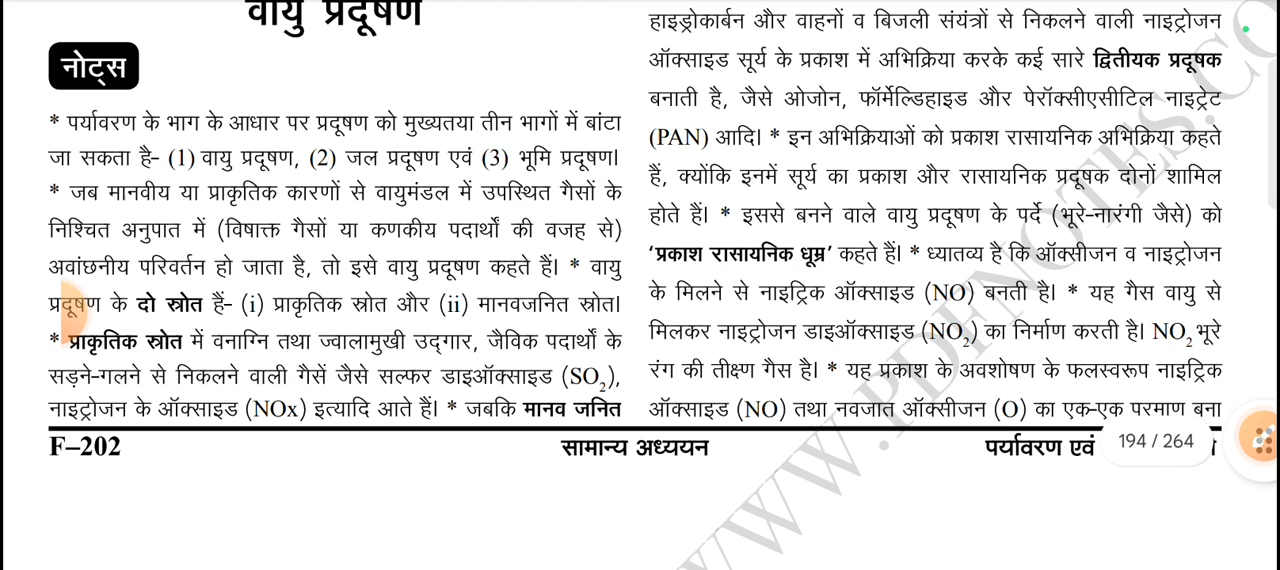 वायु प्रदूषण
नोट्स
* पर्यावरण के भाग के आधार पर प्रदूषण को मुख्यतया तीन भागों में बांटा
जा सकता है- (1) वायु प्रदूषण, (2) जल प्रदूषण एवं (3) भूमि प्रदूषण।
* जब मानवीय या प्राकृतिक कारणों से वायुमंडल में उपस्थित गैसों के
निश्चित अनुपात में (विषाक्त गैसों या कणकीय पदार्थों की वजह से)
अवांछनीय परिवर्तन हो जाता है, तो इसे वायु प्रदूषण कहते हैं। * वायु
प्रदूषण के दो स्रोत हैं- (i) प्राकृतिक स्रोत और (ii) मानवजनित स्रोत।
* प्राकृतिक स्रोत में वनाग्नि तथा ज्वालामुखी उद्गार, जैविक पदार्थों के
सड़ने-गलने से निकलने वाली गैसें जैसे सल्फर डाइऑक्साइड (SO₂),
नाइट्रोजन के ऑक्साइड (NOx) इत्यादि आते हैं। * जबकि मानव जनित
हाइड्रोकार्बन और वाहनों व बिजली संयंत्रों से निकलने वाली नाइट्रोजन
ऑक्साइड सूर्य के प्रकाश में अभिक्रिया करके कई सारे द्वितीयक प्रदूषक
बनाती है, जैसे ओजोन, फॉर्मेल्डिहाइड और पेरॉक्सीएसीटिल नाइट्रेट
(PAN) आदि। * इन अभिक्रियाओं को प्रकाश रासायनिक अभिक्रिया कहते
हैं, क्योंकि इनमें सूर्य का प्रकाश और रासायनिक प्रदूषक दोनों शामिल
होते हैं। * इससे बनने वाले वायु प्रदूषण के पर्दे (भूरे-नारंगी जैसे) को
‘प्रकाश रासायनिक धूम्र’ कहते हैं। * ध्यातव्य है कि ऑक्सीजन व नाइट्रोजन
के मिलने से नाइट्रिक ऑक्साइड (NO) बनती है। * यह गैस वायु से
मिलकर नाइट्रोजन डाइऑक्साइड (NO₂) का निर्माण करती है। NO₂ भूरे
रंग की तीक्ष्ण गैस है। * यह प्रकाश के अवशोषण के फलस्वरूप नाइट्रिक
ऑक्साइड (NO) तथा नवजात ऑक्सीजन (O) का एक-एक परमाणु बना
F–202 सामान्य अध्ययन पर्यावरण एवं
194 / 264
WWW.PDFNOTES.CO